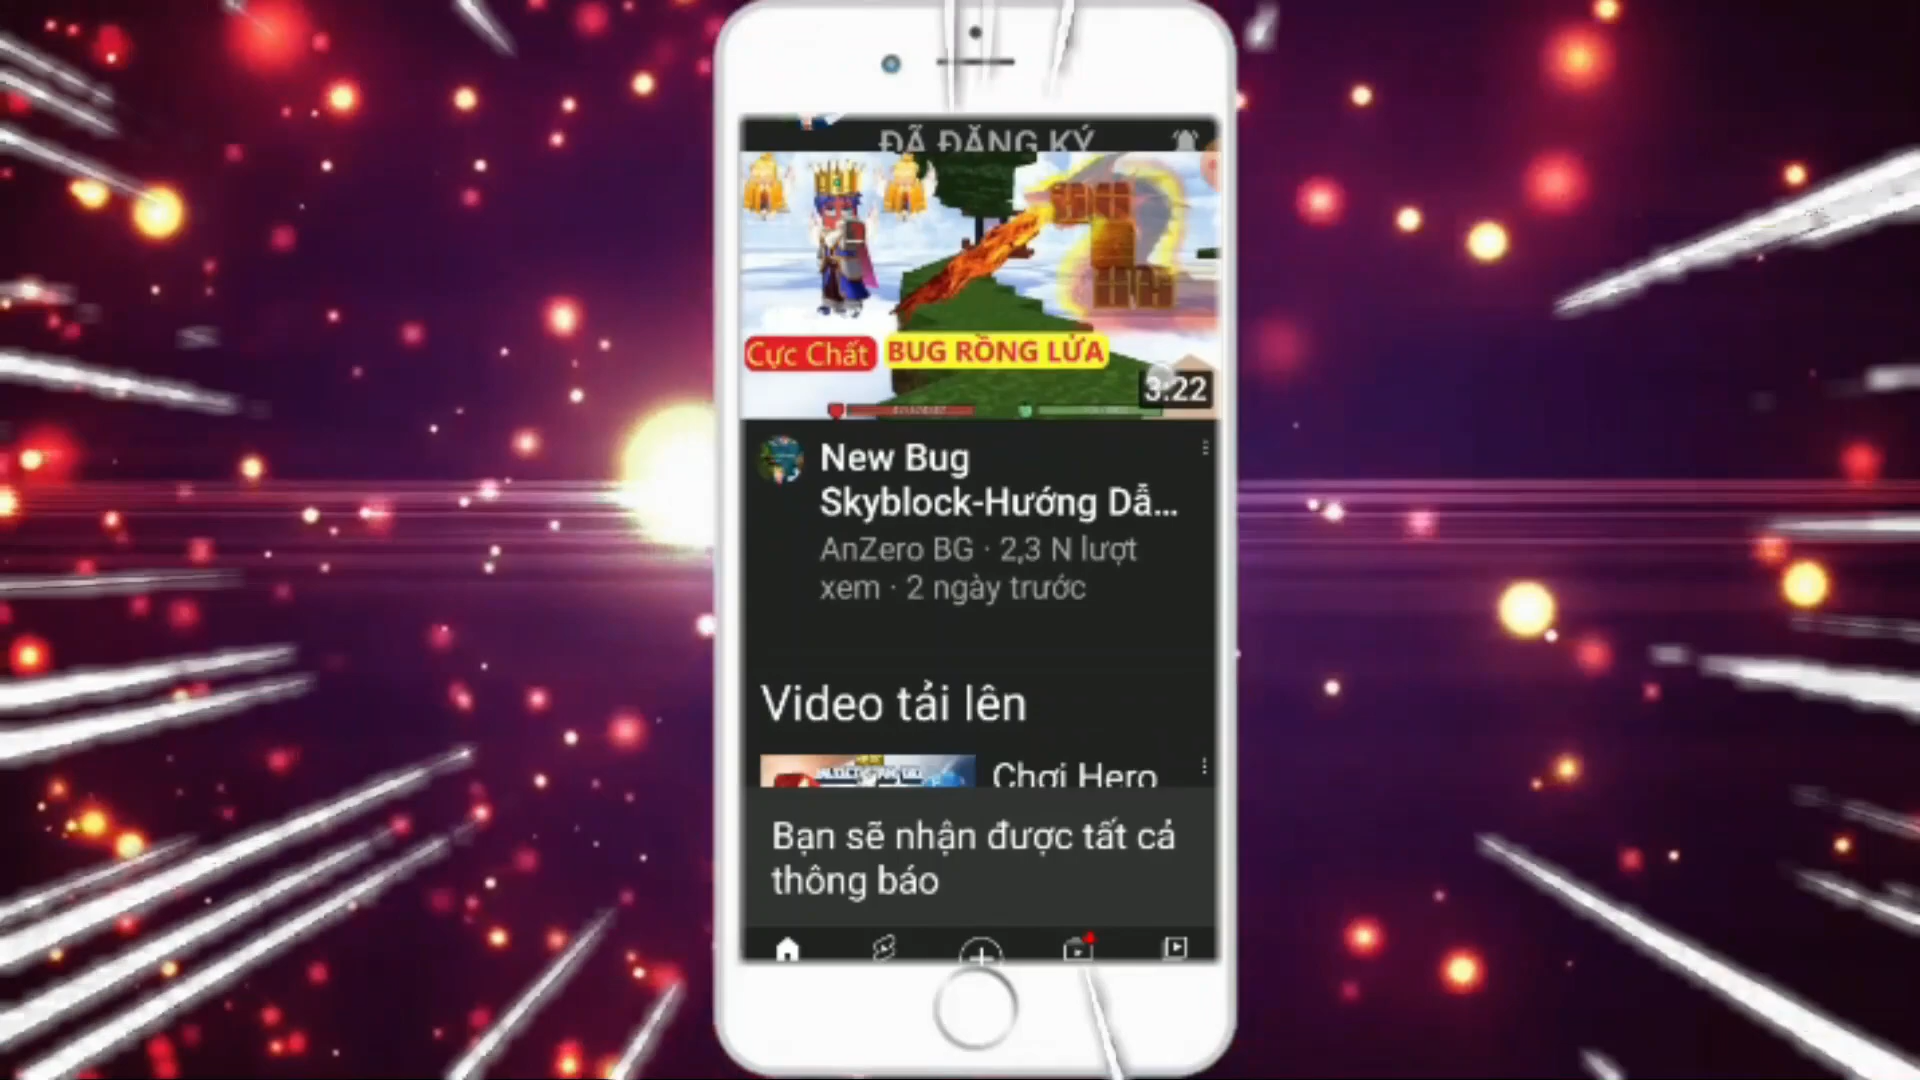 ĐÃ ĐĂNG KÝ
Cực Chất BUG RỒNG LỬA
3:22
New Bug
Skyblock-Hướng Dẫ...
AnZero BG · 2,3 N lượt
xem · 2 ngày trước
Video tải lên
Chơi Hero
Bạn sẽ nhận được tất cả
thông báo